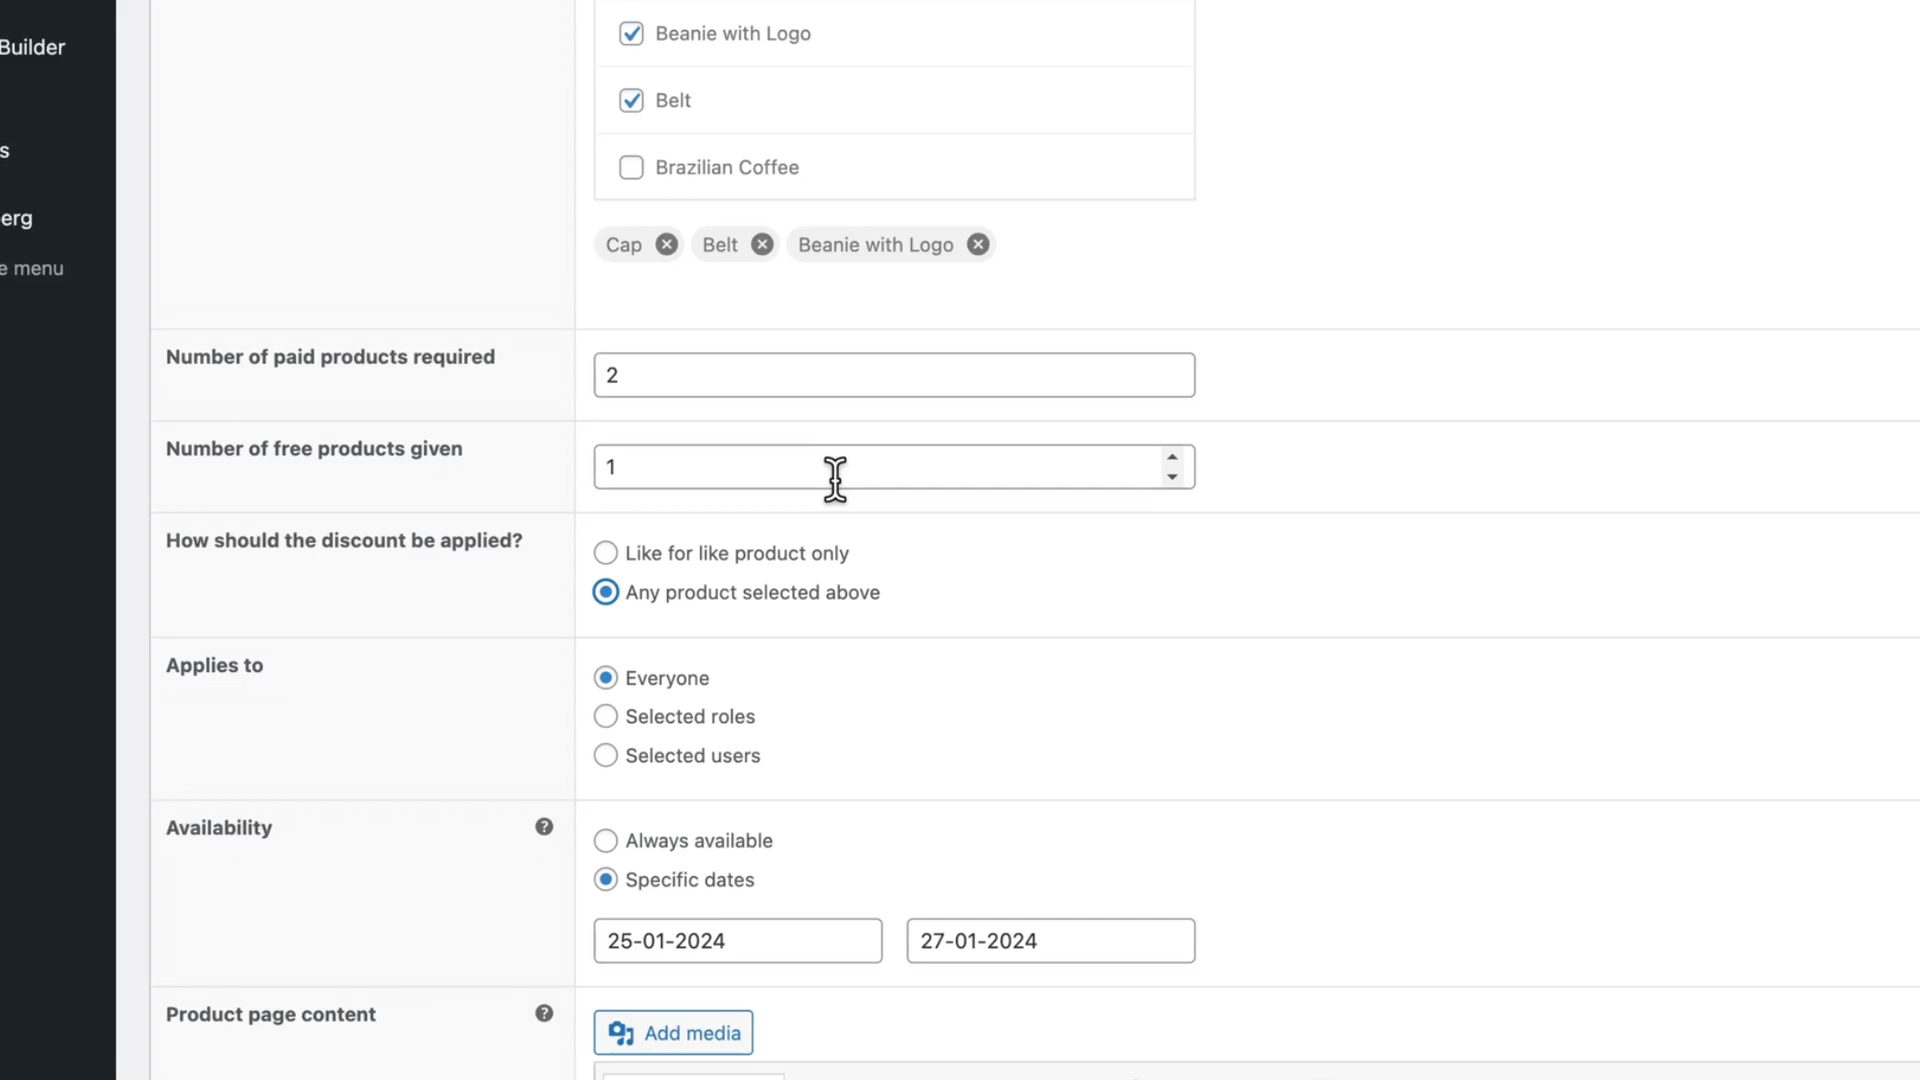 Builder
s
erg
e menu
Beanie with Logo
Belt
Brazilian Coffee
Cap Belt Beanie with Logo
Number of paid products required
2
Number of free products given
1
How should the discount be applied?
Like for like product only
Any product selected above
Applies to
Everyone
Selected roles
Selected users
Availability ?
Always available
Specific dates
25-01-2024 27-01-2024
Product page content ?
Add media